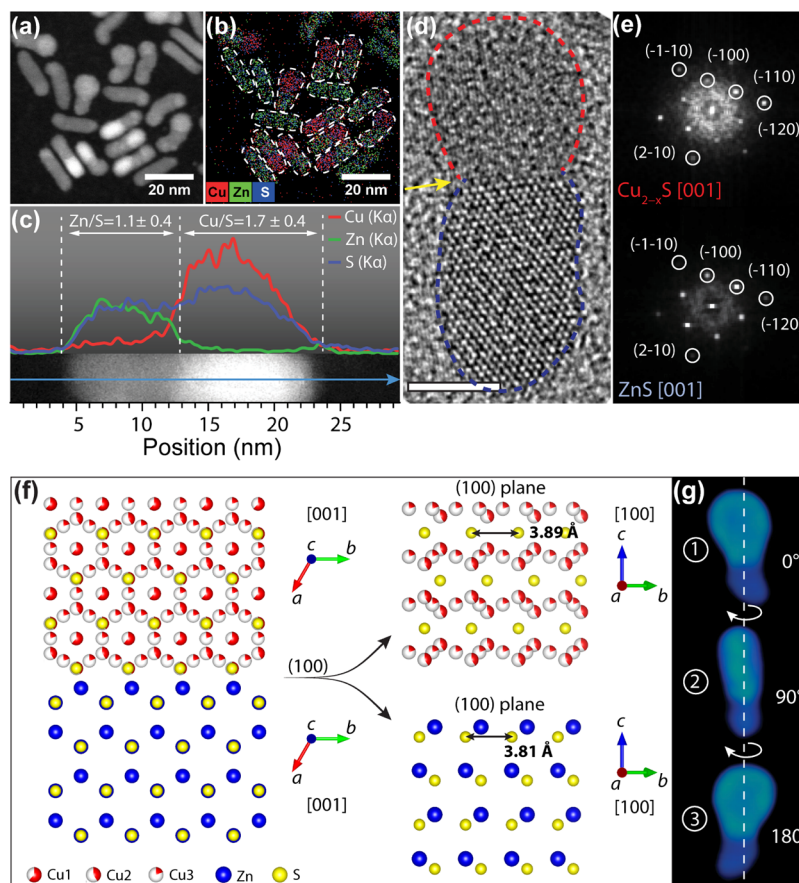 (a)
20 nm
(b)
Cu Zn S
20 nm
(c)
Zn/S=1.1± 0.4
Cu/S=1.7± 0.4
Cu (Kα)
Zn (Kα)
S (Kα)
5 10 15 20 25
Position (nm)
(d)
(e)
(-1-10)
(-100)
(-110)
(-120)
(2-10)
Cu2−xS [001]
(-1-10)
(-100)
(-110)
(-120)
(2-10)
ZnS [001]
(f)
[001]
c
b
a
(100)
c
b
a
[001]
(100) plane
3.89 Å
[100]
c
a
b
(100) plane
3.81 Å
c
a
b
[100]
Cu1 Cu2 Cu3 Zn S
(g)
1
0°
2
90°
3
180°